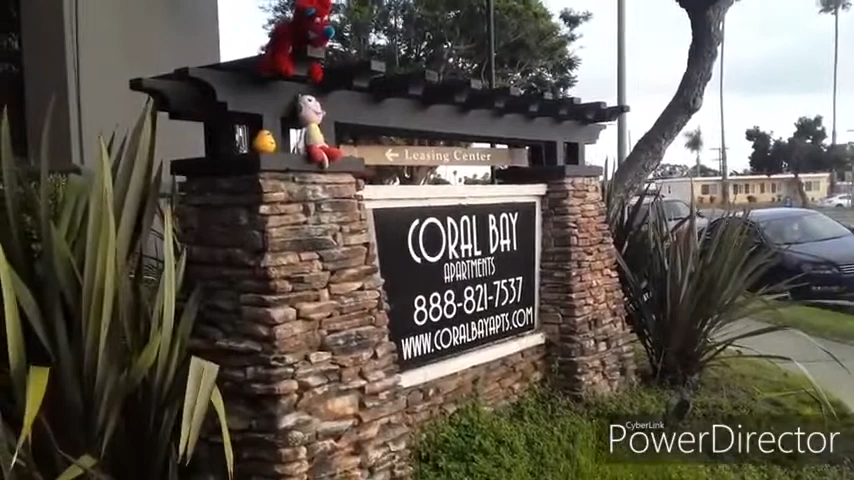 ← Leasing Center
CORAL BAY
APARTMENTS
888-821-7537
WWW.CORALBAYAPTS.COM
CyberLink
PowerDirector